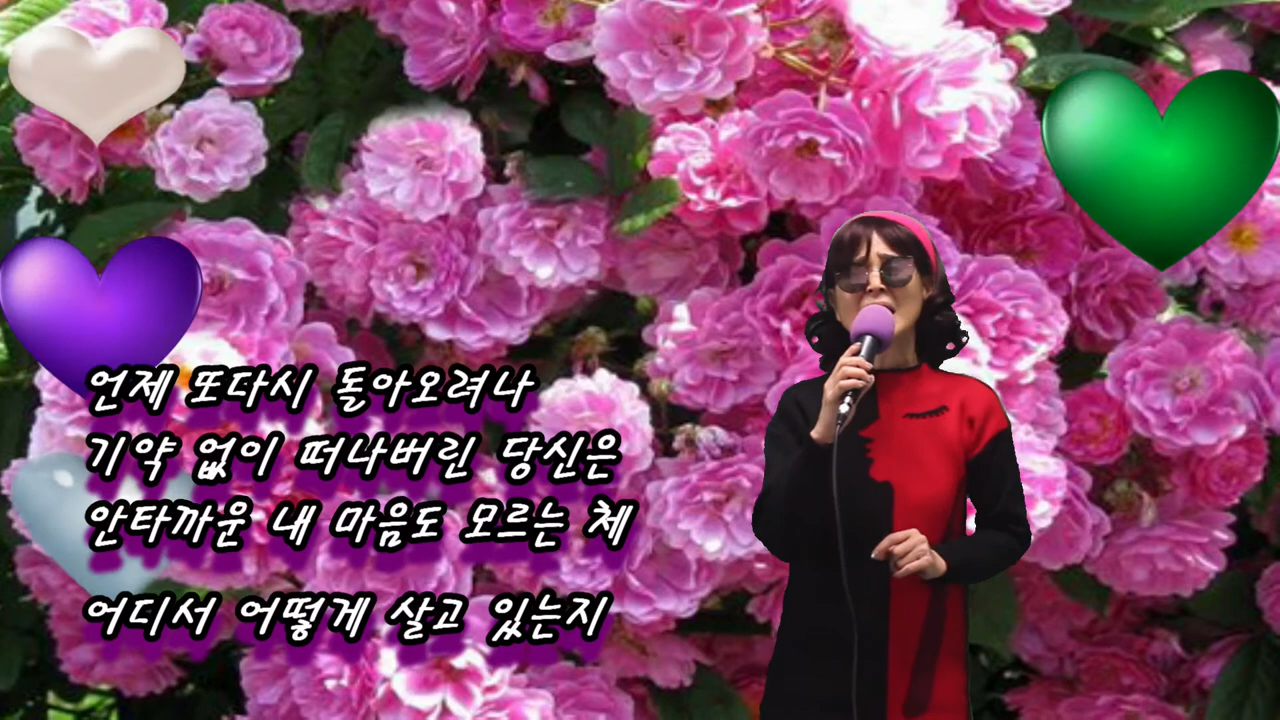 언제 또다시 돌아오려나
기약 없이 떠나버린 당신은
안타까운 내 마음도 모르는 체
어디서 어떻게 살고 있는지